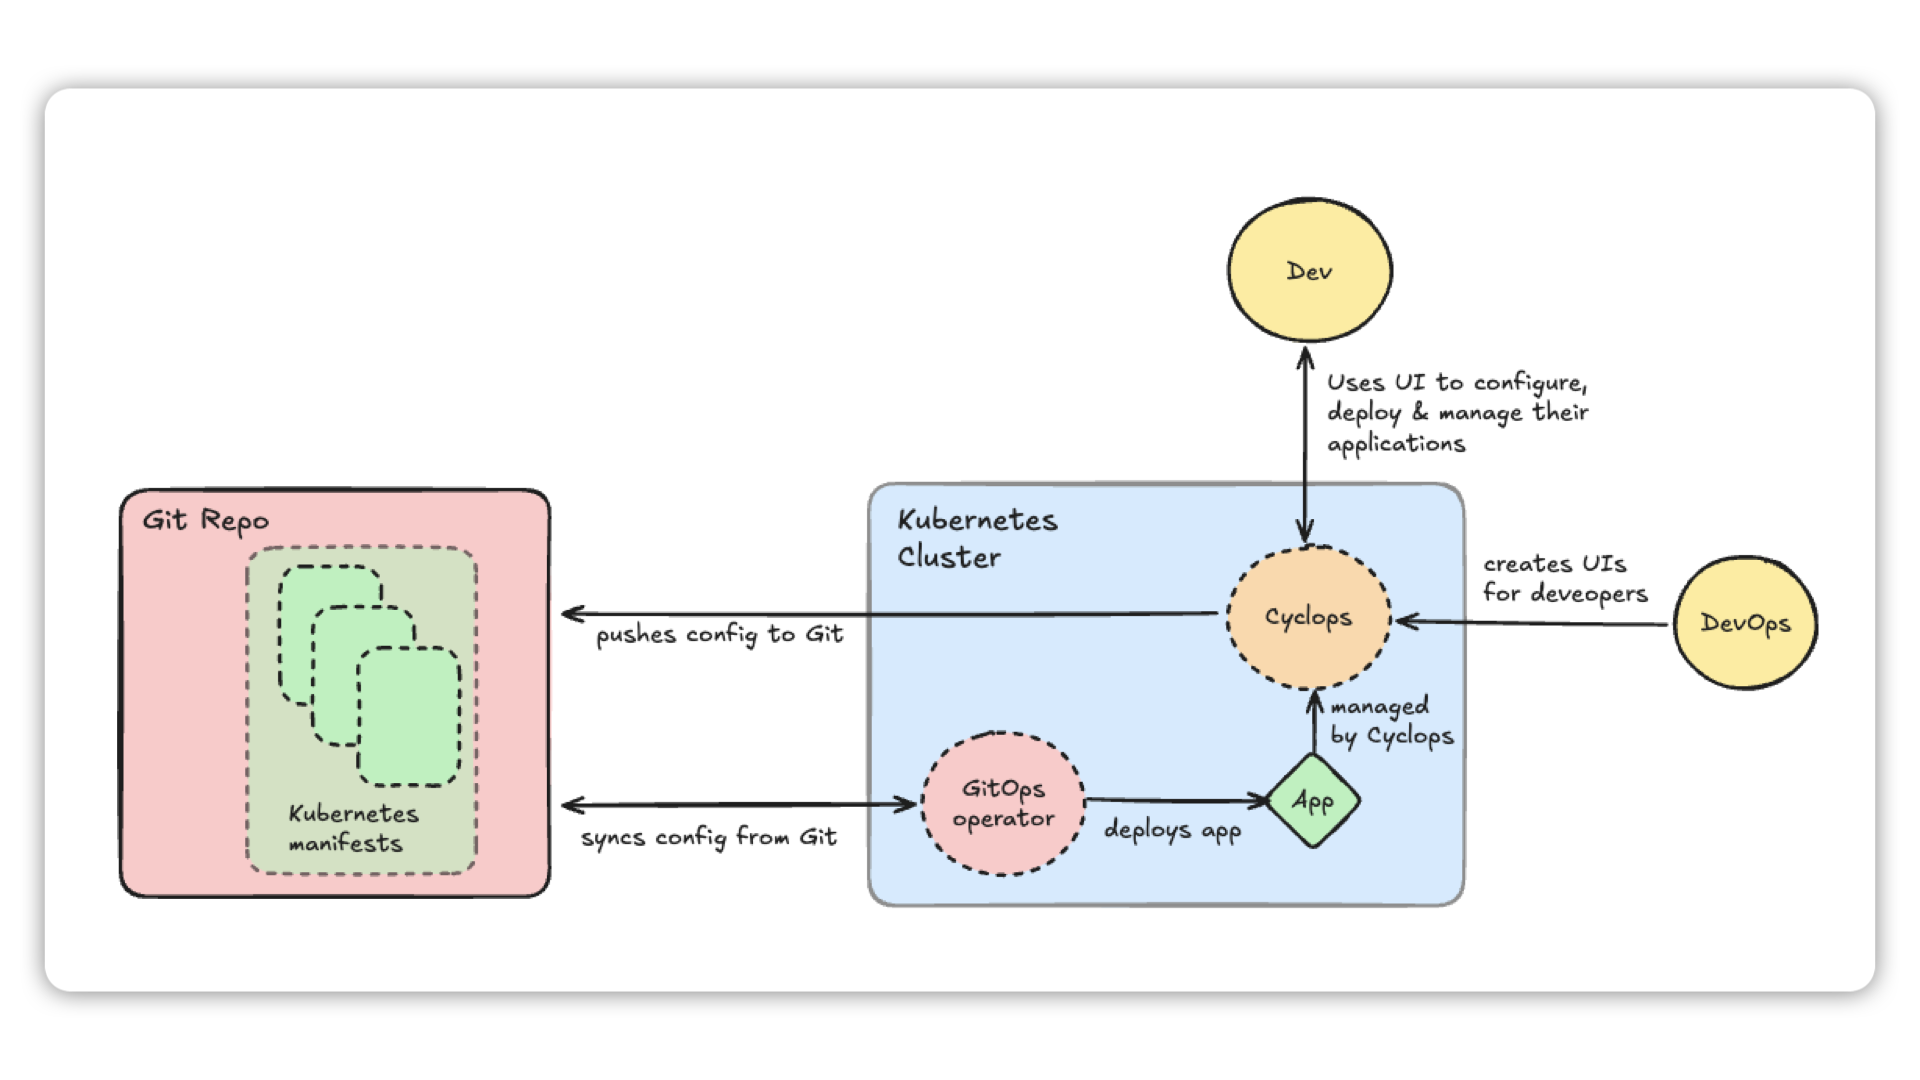 Dev
Uses UI to configure,
deploy & manage their
applications
Git Repo
Kubernetes
manifests
Kubernetes
Cluster
Cyclops
creates UIs
for deveopers
DevOps
pushes config to Git
managed
by Cyclops
GitOps
operator
deploys app
App
syncs config from Git